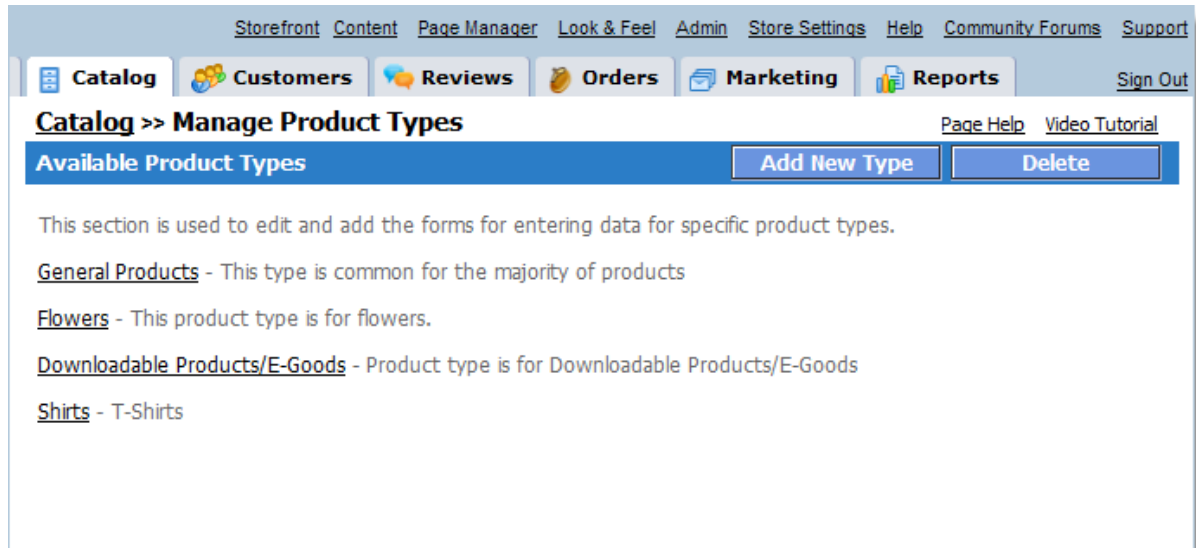 Storefront Content Page Manager Look & Feel Admin Store Settings Help Community Forums Support
Catalog Customers Reviews Orders Marketing Reports Sign Out
Catalog >> Manage Product Types Page Help Video Tutorial
Available Product Types Add New Type Delete
This section is used to edit and add the forms for entering data for specific product types.
General Products - This type is common for the majority of products
Flowers - This product type is for flowers.
Downloadable Products/E-Goods - Product type is for Downloadable Products/E-Goods
Shirts - T-Shirts